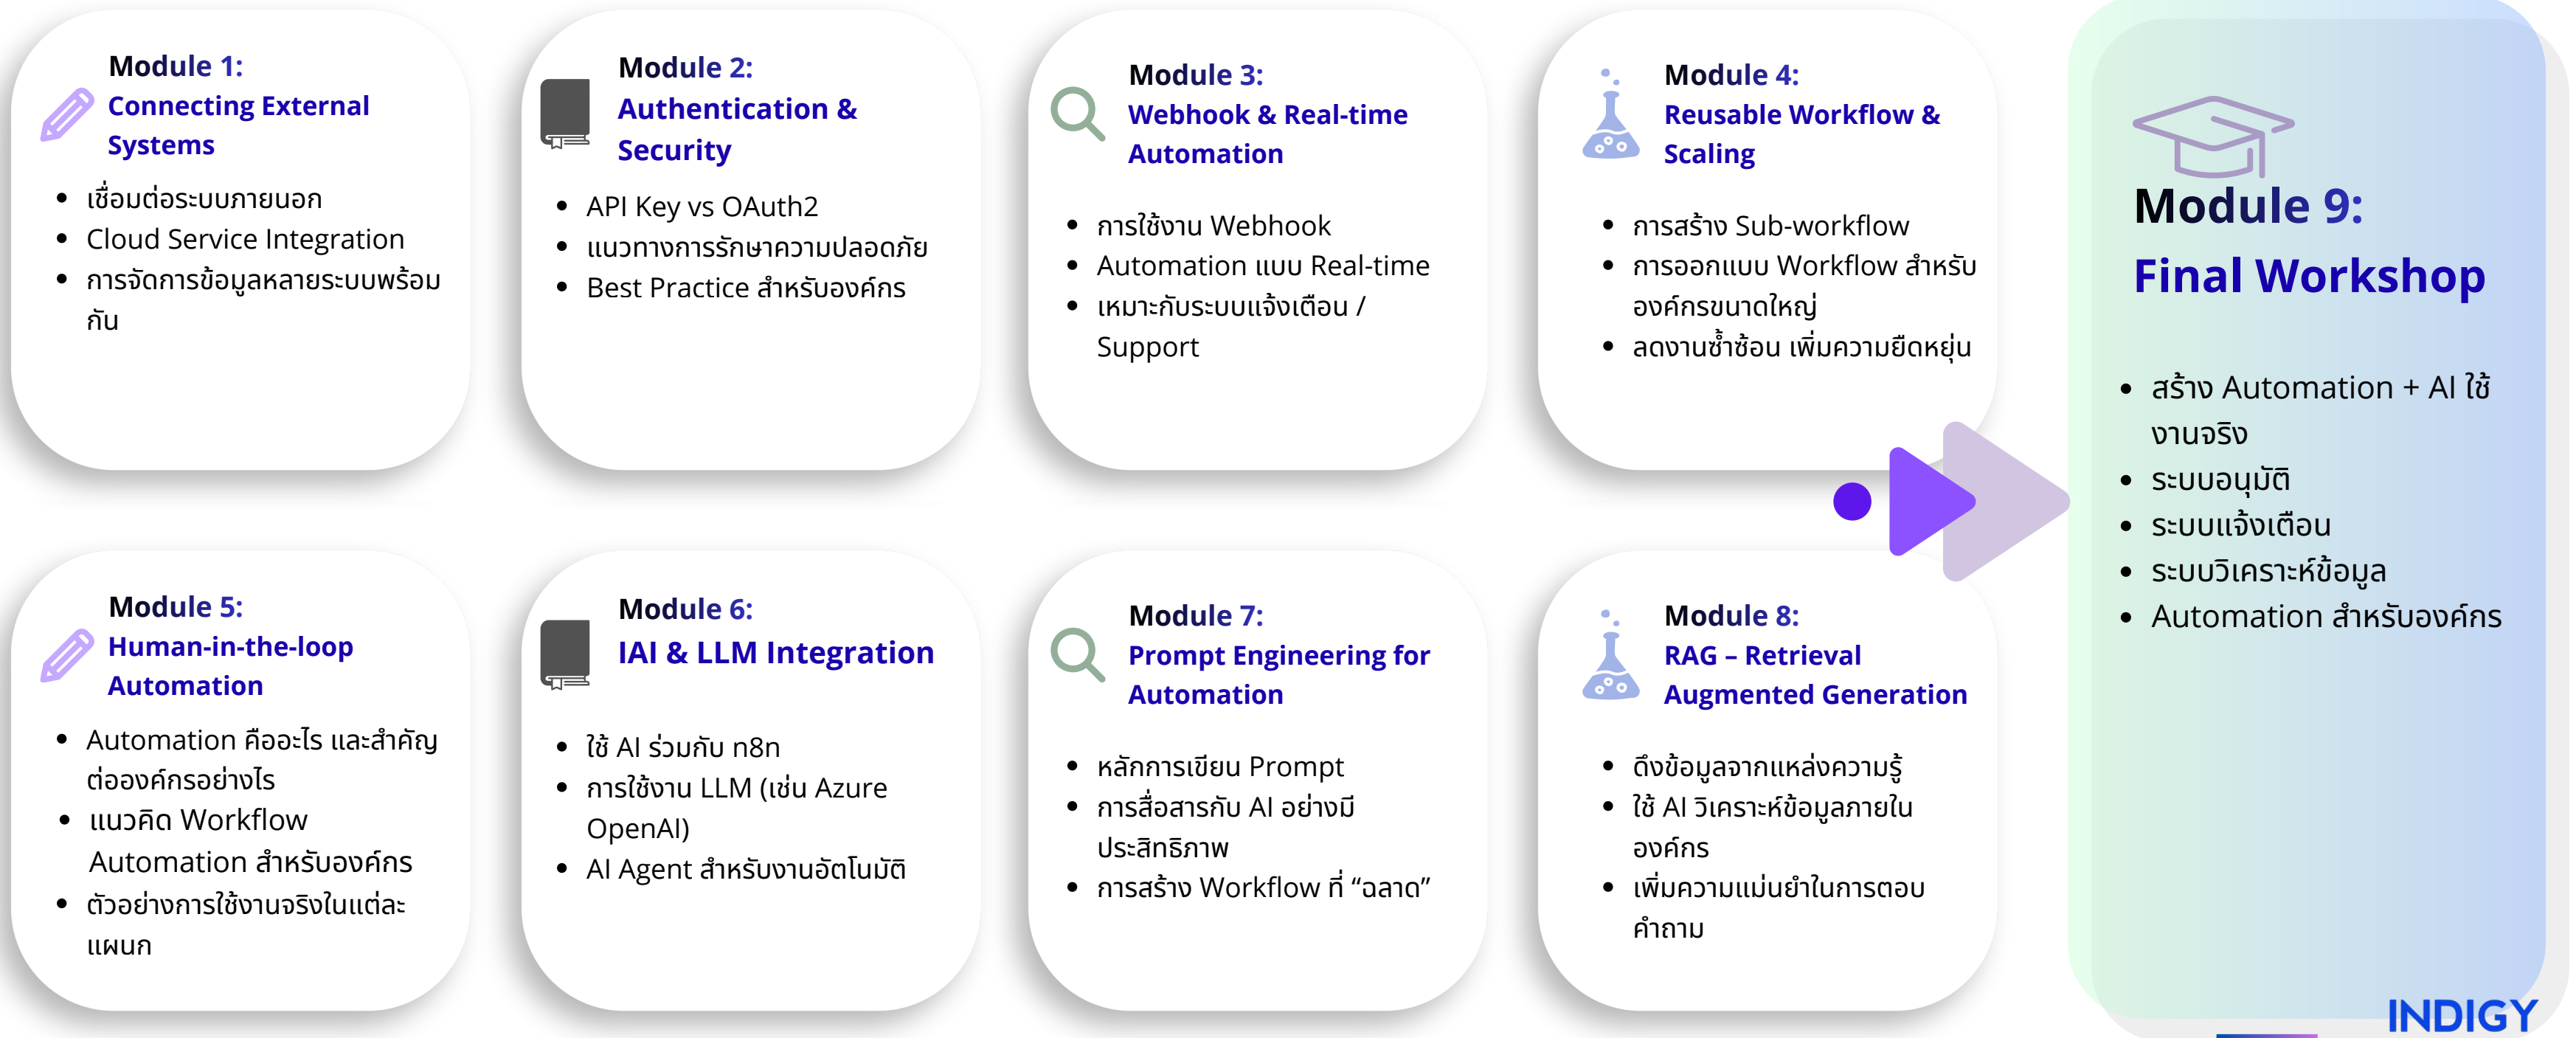 Module 1:
Connecting External
Systems
เชื่อมต่อระบบภายนอก
Cloud Service Integration
การจัดการข้อมูลหลายระบบพร้อม
กัน
Module 2:
Authentication &
Security
API Key vs OAuth2
แนวทางการรักษาความปลอดภัย
Best Practice สำหรับองค์กร
Module 3:
Webhook & Real-time
Automation
การใช้งาน Webhook
Automation แบบ Real-time
เหมาะกับระบบแจ้งเตือน /
Support
Module 4:
Reusable Workflow &
Scaling
การสร้าง Sub-workflow
การออกแบบ Workflow สำหรับ
องค์กรขนาดใหญ่
ลดงานซ้ำซ้อน เพิ่มความยืดหยุ่น
Module 5:
Human-in-the-loop
Automation
Automation คืออะไร และสำคัญ
ต่อองค์กรอย่างไร
แนวคิด Workflow
Automation สำหรับองค์กร
ตัวอย่างการใช้งานจริงในแต่ละ
แผนก
Module 6:
IAI & LLM Integration
ใช้ AI ร่วมกับ n8n
การใช้งาน LLM (เช่น Azure
OpenAI)
AI Agent สำหรับงานอัตโนมัติ
Module 7:
Prompt Engineering for
Automation
หลักการเขียน Prompt
การสื่อสารกับ AI อย่างมี
ประสิทธิภาพ
การสร้าง Workflow ที่ “ฉลาด”
Module 8:
RAG – Retrieval
Augmented Generation
ดึงข้อมูลจากแหล่งความรู้
ใช้ AI วิเคราะห์ข้อมูลภายใน
องค์กร
เพิ่มความแม่นยำในการตอบ
คำถาม
Module 9:
Final Workshop
สร้าง Automation + AI ใช้
งานจริง
ระบบอนุมัติ
ระบบแจ้งเตือน
ระบบวิเคราะห์ข้อมูล
Automation สำหรับองค์กร
INDIGY